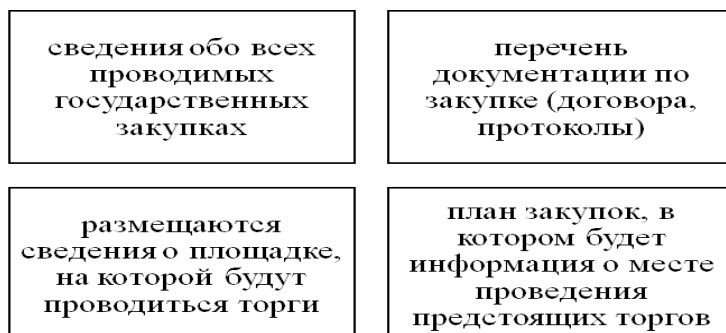 сведения обо всех
проводимых
государственных
закупках
перечень
документации по
закупке (договора,
протоколы)
размещаются
сведения о площадке,
на которой будут
проводиться торги
план закупок, в
котором будет
информация о месте
проведения
предстоящих торгов